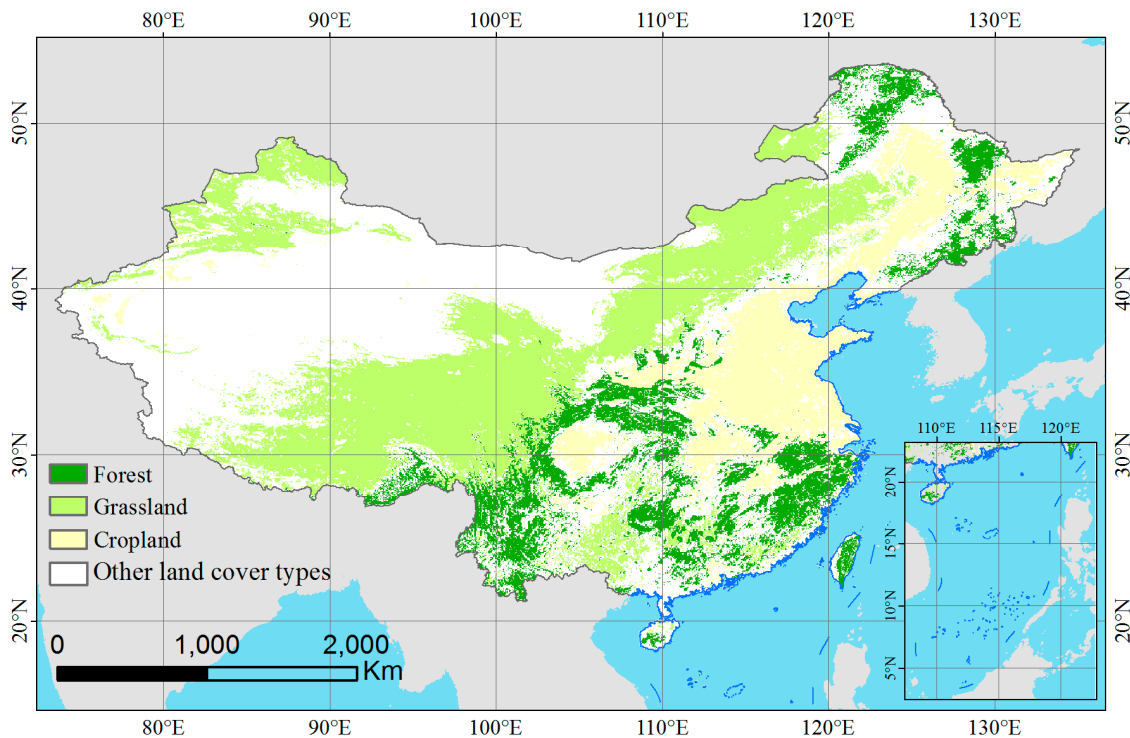 80°E 90°E 100°E 110°E 120°E 130°E
50°N 50°N
40°N 40°N
110°E 115°E 120°E
30°N 30°N
Forest
20°N
Grassland
Cropland
15°N
Other land cover types
10°N
20°N 20°N
0 1,000 2,000
Km
5°N
80°E 90°E 100°E 110°E 120°E 130°E